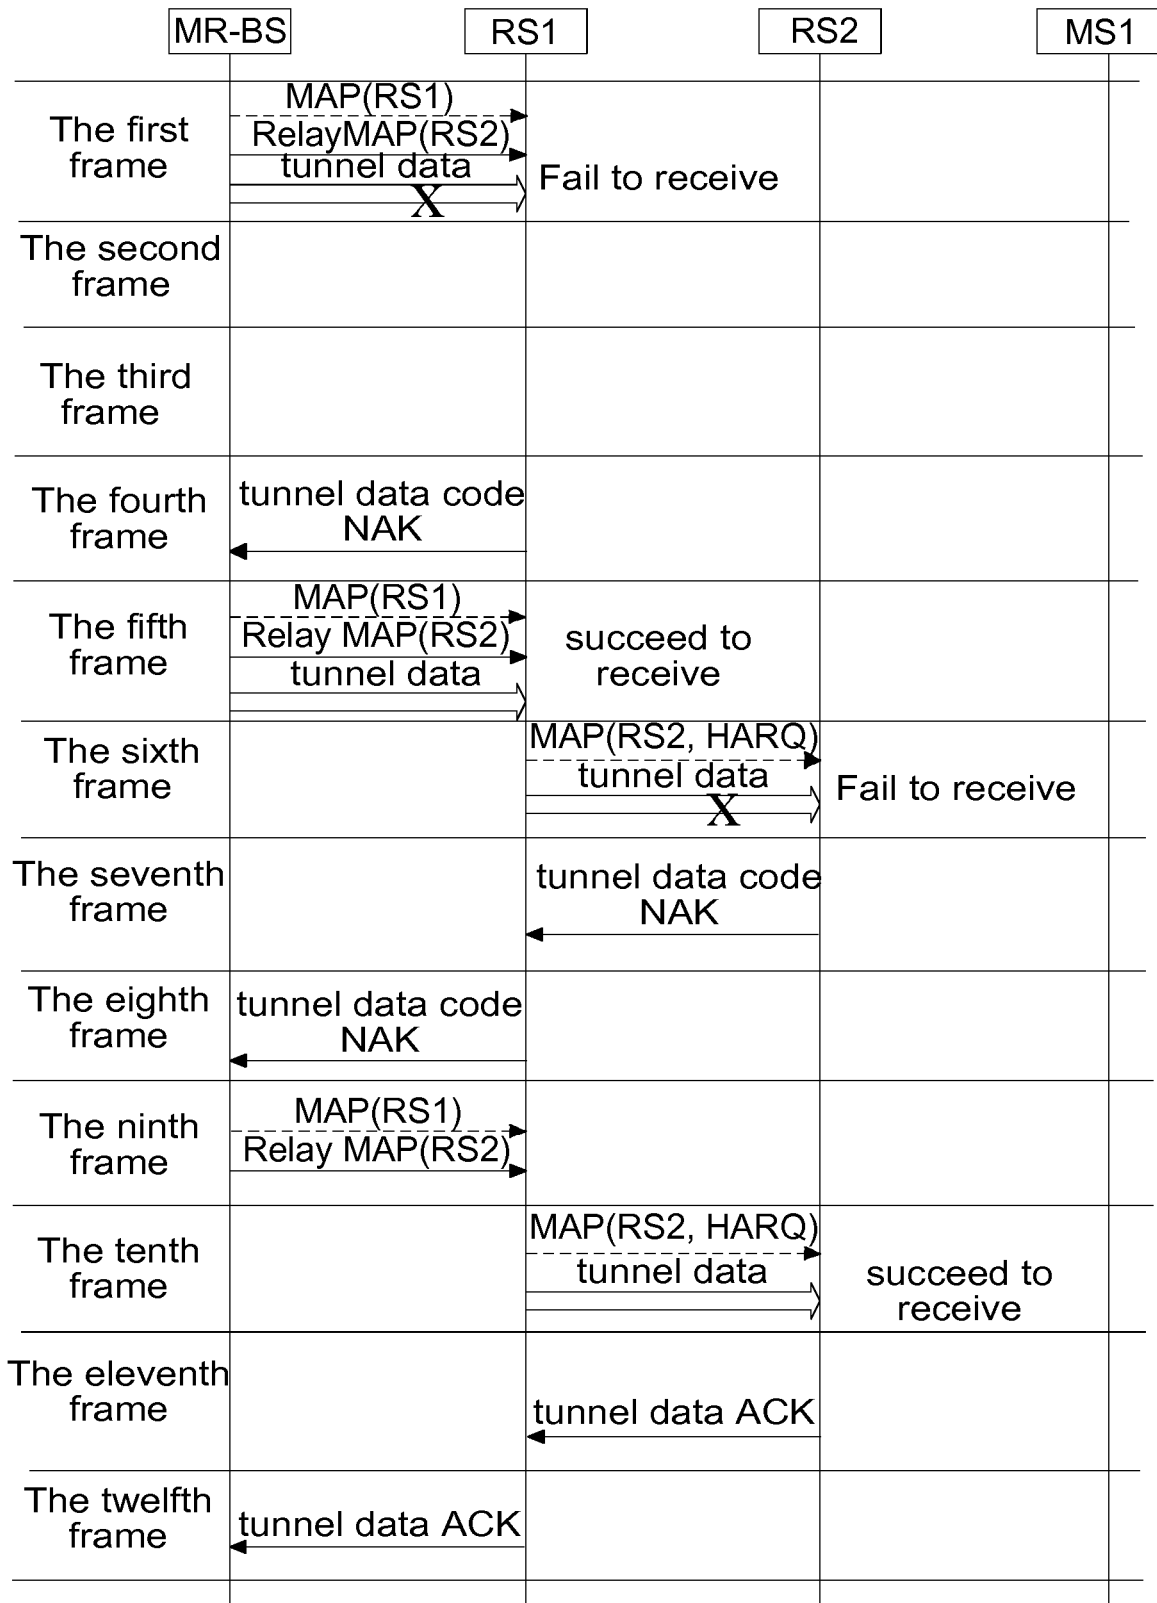 MR-BS RS1 RS2 MS1
The first
frame
MAP(RS1)
RelayMAP(RS2)
tunnel data
X
Fail to receive
The second
frame
The third
frame
The fourth
frame
tunnel data code
NAK
The fifth
frame
MAP(RS1)
Relay MAP(RS2)
tunnel data
succeed to
receive
The sixth
frame
MAP(RS2, HARQ)
tunnel data
X
Fail to receive
The seventh
frame
tunnel data code
NAK
The eighth
frame
tunnel data code
NAK
The ninth
frame
MAP(RS1)
Relay MAP(RS2)
The tenth
frame
MAP(RS2, HARQ)
tunnel data
succeed to
receive
The eleventh
frame
tunnel data ACK
The twelfth
frame
tunnel data ACK